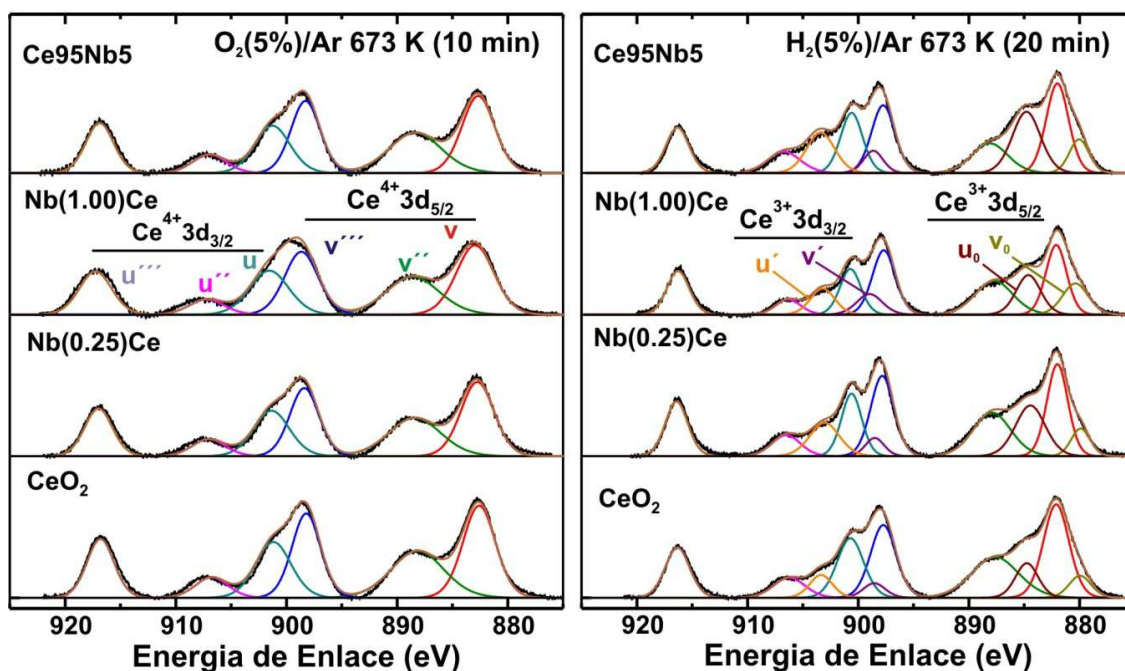 O₂(5%)/Ar 673 K (10 min)
Ce95Nb5
Nb(1.00)Ce
Ce⁴⁺3d₅/₂
Ce⁴⁺3d₃/₂
u´´´
u´´
u
v´´´
v´´
v
Nb(0.25)Ce
CeO₂
920 910 900 890 880
Energia de Enlace (eV)
H₂(5%)/Ar 673 K (20 min)
Ce95Nb5
Nb(1.00)Ce
Ce³⁺3d₃/₂
Ce³⁺3d₅/₂
u´
v´
u₀
v₀
Nb(0.25)Ce
CeO₂
920 910 900 890 880
Energia de Enlace (eV)